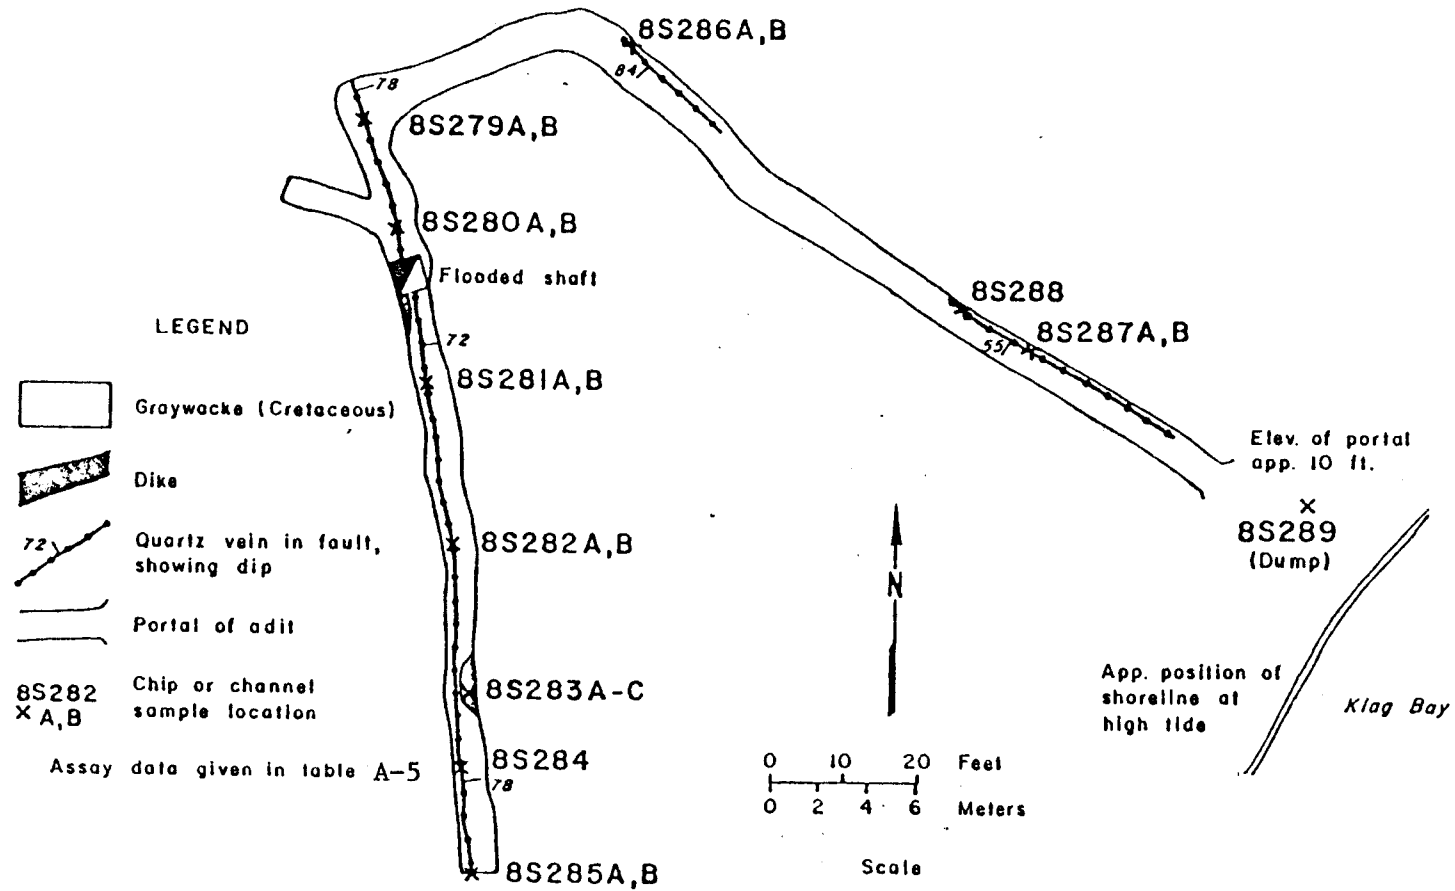 8S286A,B
84
78
8S279A,B
8S280A,B
Flooded shaft
72
8S281A,B
8S282A,B
8S283A-C
8S284
78
8S285A,B
8S288
8S287A,B
55
Elev. of portal
app. 10 ft.
8S289
(Dump)
App. position of
shoreline at
high tide
Klag Bay
N
LEGEND
Graywacke (Cretaceous)
Dike
72
Quartz vein in fault,
showing dip
Portal of adit
8S282
x A,B
Chip or channel
sample location
Assay data given in table A-5
0 10 20 Feet
0 2 4 6 Meters
Scale